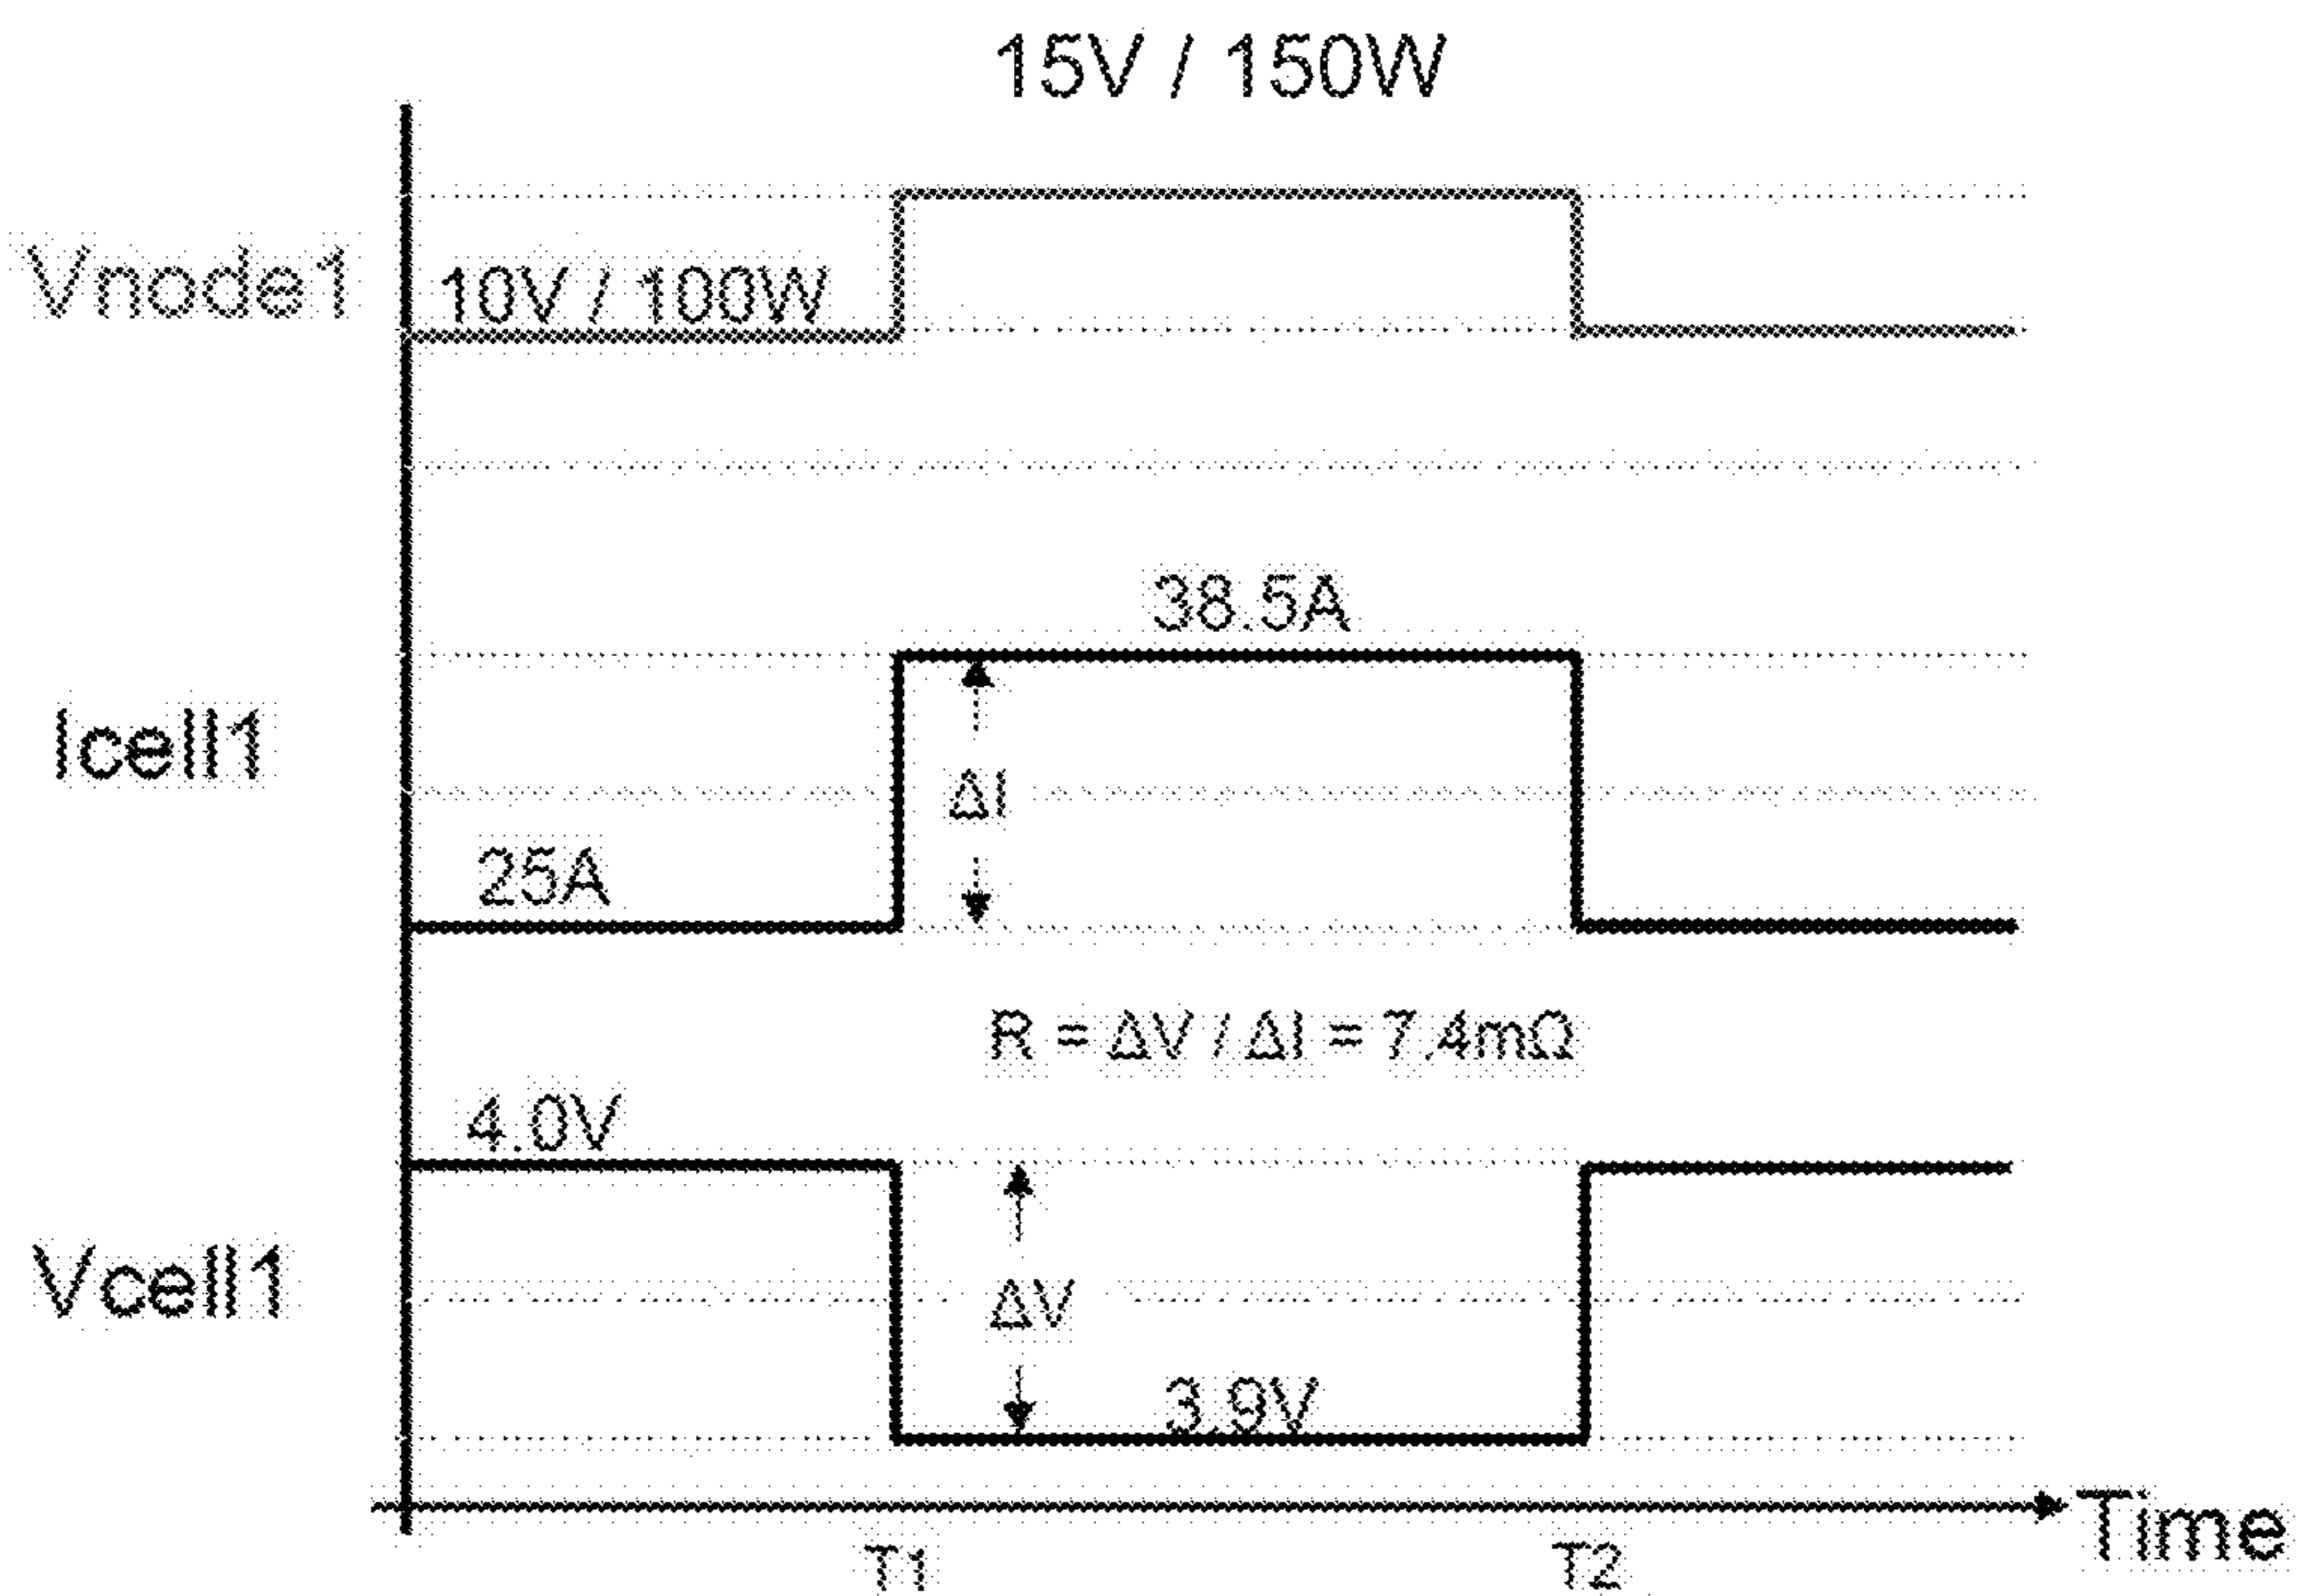 15V / 150W
Vnode1
10V / 100W
38.5A
Icell1
ΔI
25A
R = ΔV / ΔI = 7.4mΩ
4.0V
Vcell1
ΔV
3.9V
Time
T1
T2